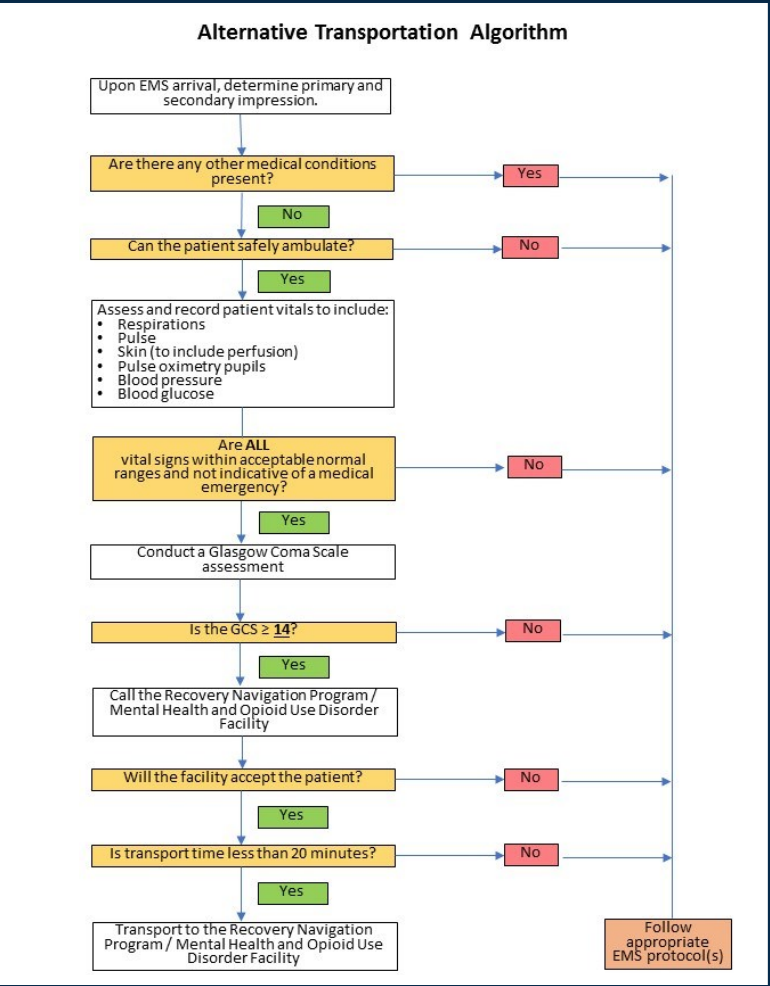 Alternative Transportation Algorithm
Upon EMS arrival, determine primary and
secondary impression.
Are there any other medical conditions
present?
Yes
No
Can the patient safely ambulate?
No
Yes
Assess and record patient vitals to include:
• Respirations
• Pulse
• Skin (to include perfusion)
• Pulse oximetry pupils
• Blood pressure
• Blood glucose
Are ALL
vital signs within acceptable normal
ranges and not indicative of a medical
emergency?
No
Yes
Conduct a Glasgow Coma Scale
assessment
Is the GCS ≥ 14?
No
Yes
Call the Recovery Navigation Program /
Mental Health and Opioid Use Disorder
Facility
Will the facility accept the patient?
No
Yes
Is transport time less than 20 minutes?
No
Yes
Transport to the Recovery Navigation
Program / Mental Health and Opioid Use
Disorder Facility
Follow
appropriate
EMS protocol(s)